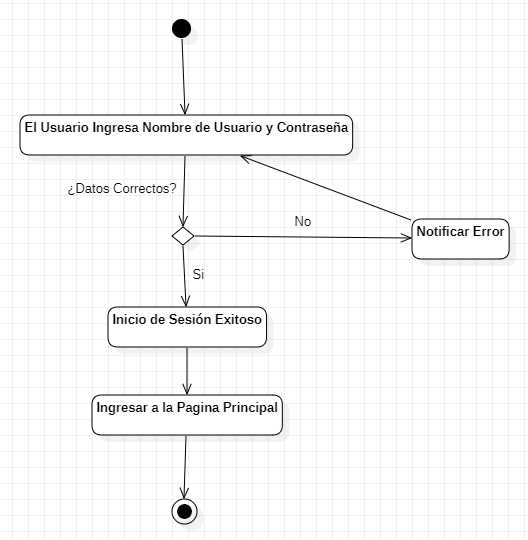 El Usuario Ingresa Nombre de Usuario y Contraseña
¿Datos Correctos?
No
Notificar Error
Si
Inicio de Sesión Exitoso
Ingresar a la Pagina Principal